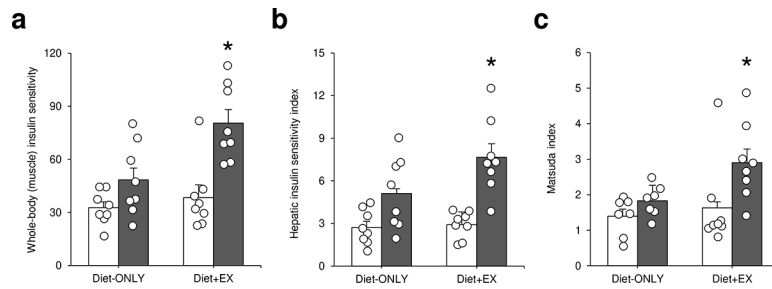 a
Whole-body (muscle) insulin sensitivity
120
90
60
30
0
Diet-ONLY
Diet+EX
*
b
Hepatic insulin sensitivity index
15
12
9
6
3
0
Diet-ONLY
Diet+EX
*
c
Matsuda index
6
5
4
3
2
1
0
Diet-ONLY
Diet+EX
*